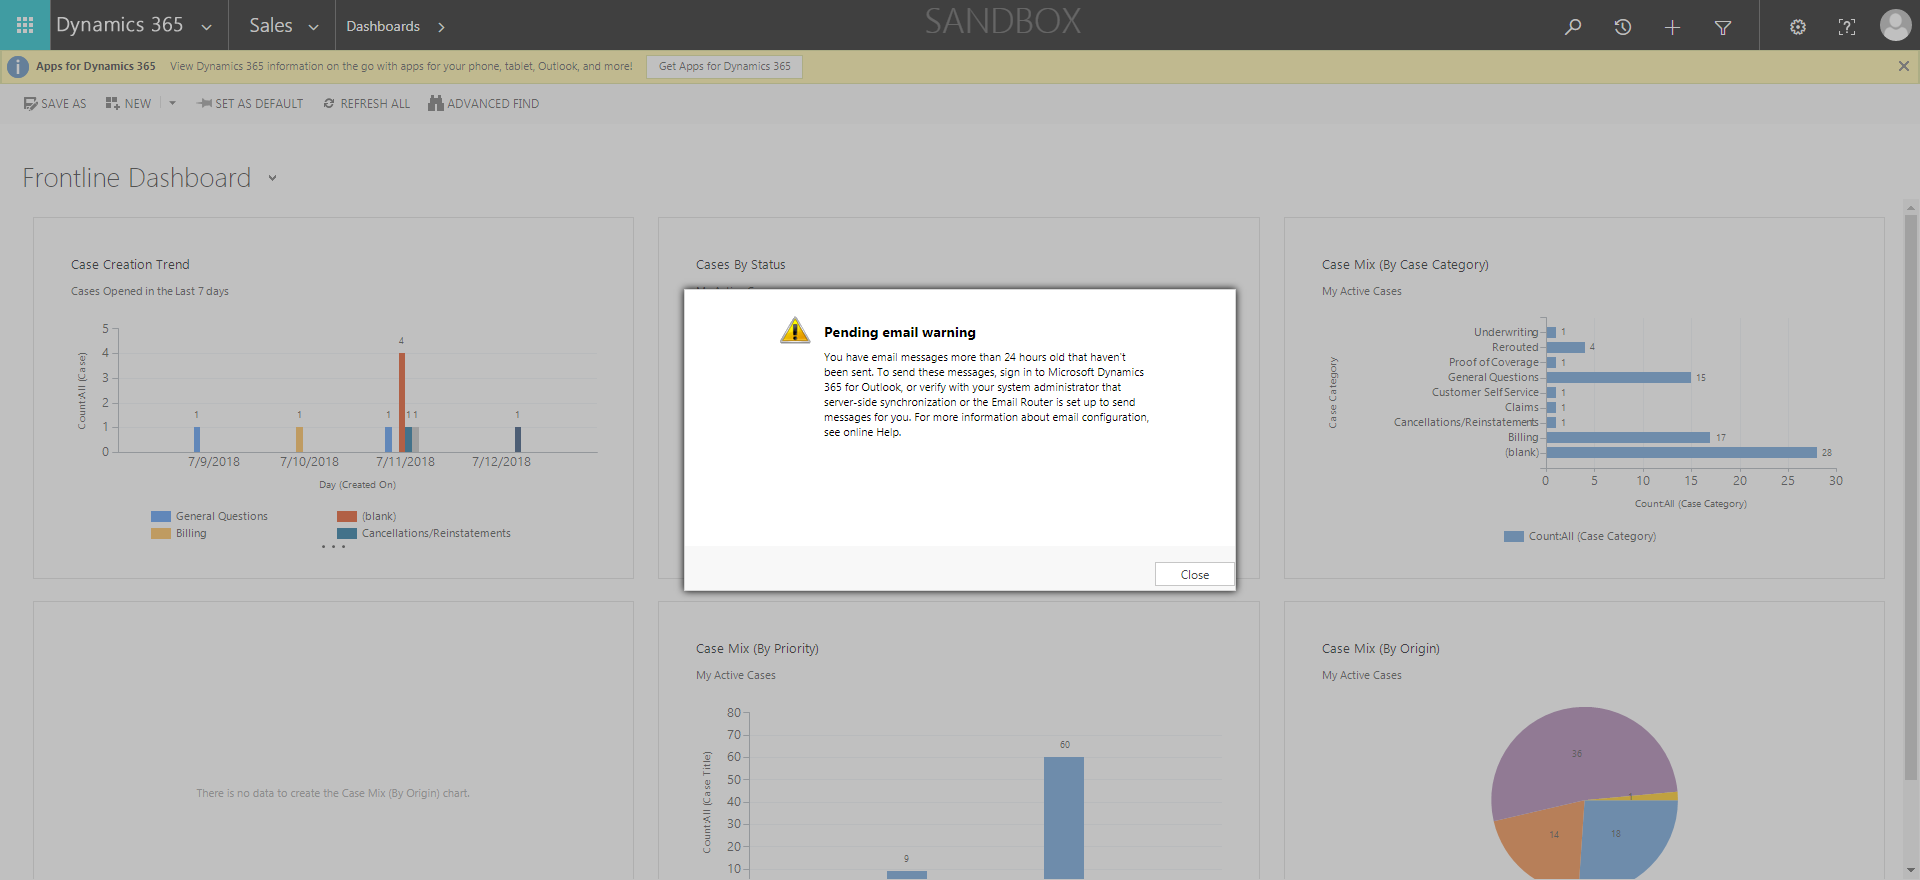 Dynamics 365
Sales
Dashboards
SANDBOX
Apps for Dynamics 365
View Dynamics 365 information on the go with apps for your phone, tablet, Outlook, and more!
Get Apps for Dynamics 365
SAVE AS
NEW
SET AS DEFAULT
REFRESH ALL
ADVANCED FIND
Frontline Dashboard
Case Creation Trend
Cases Opened in the Last 7 days
Count:All (Case)
5
4
3
2
1
0
1
1
1
4
1
1
1
7/9/2018
7/10/2018
7/11/2018
7/12/2018
Day (Created On)
General Questions
(blank)
Billing
Cancellations/Reinstatements
Cases By Status
Pending email warning
You have email messages more than 24 hours old that haven't
been sent. To send these messages, sign in to Microsoft Dynamics
365 for Outlook, or verify with your system administrator that
server-side synchronization or the Email Router is set up to send
messages for you. For more information about email configuration,
see online Help.
Close
Case Mix (By Case Category)
My Active Cases
Case Category
Underwriting
1
Rerouted
4
Proof of Coverage
1
General Questions
15
Customer Self Service
1
Claims
1
Cancellations/Reinstatements
1
Billing
17
(blank)
28
0
5
10
15
20
25
30
Count:All (Case Category)
Count:All (Case Category)
There is no data to create the Case Mix (By Origin) chart.
Case Mix (By Priority)
My Active Cases
Count:All (Case Title)
80
70
60
50
40
30
20
10
9
60
Case Mix (By Origin)
My Active Cases
36
1
14
18